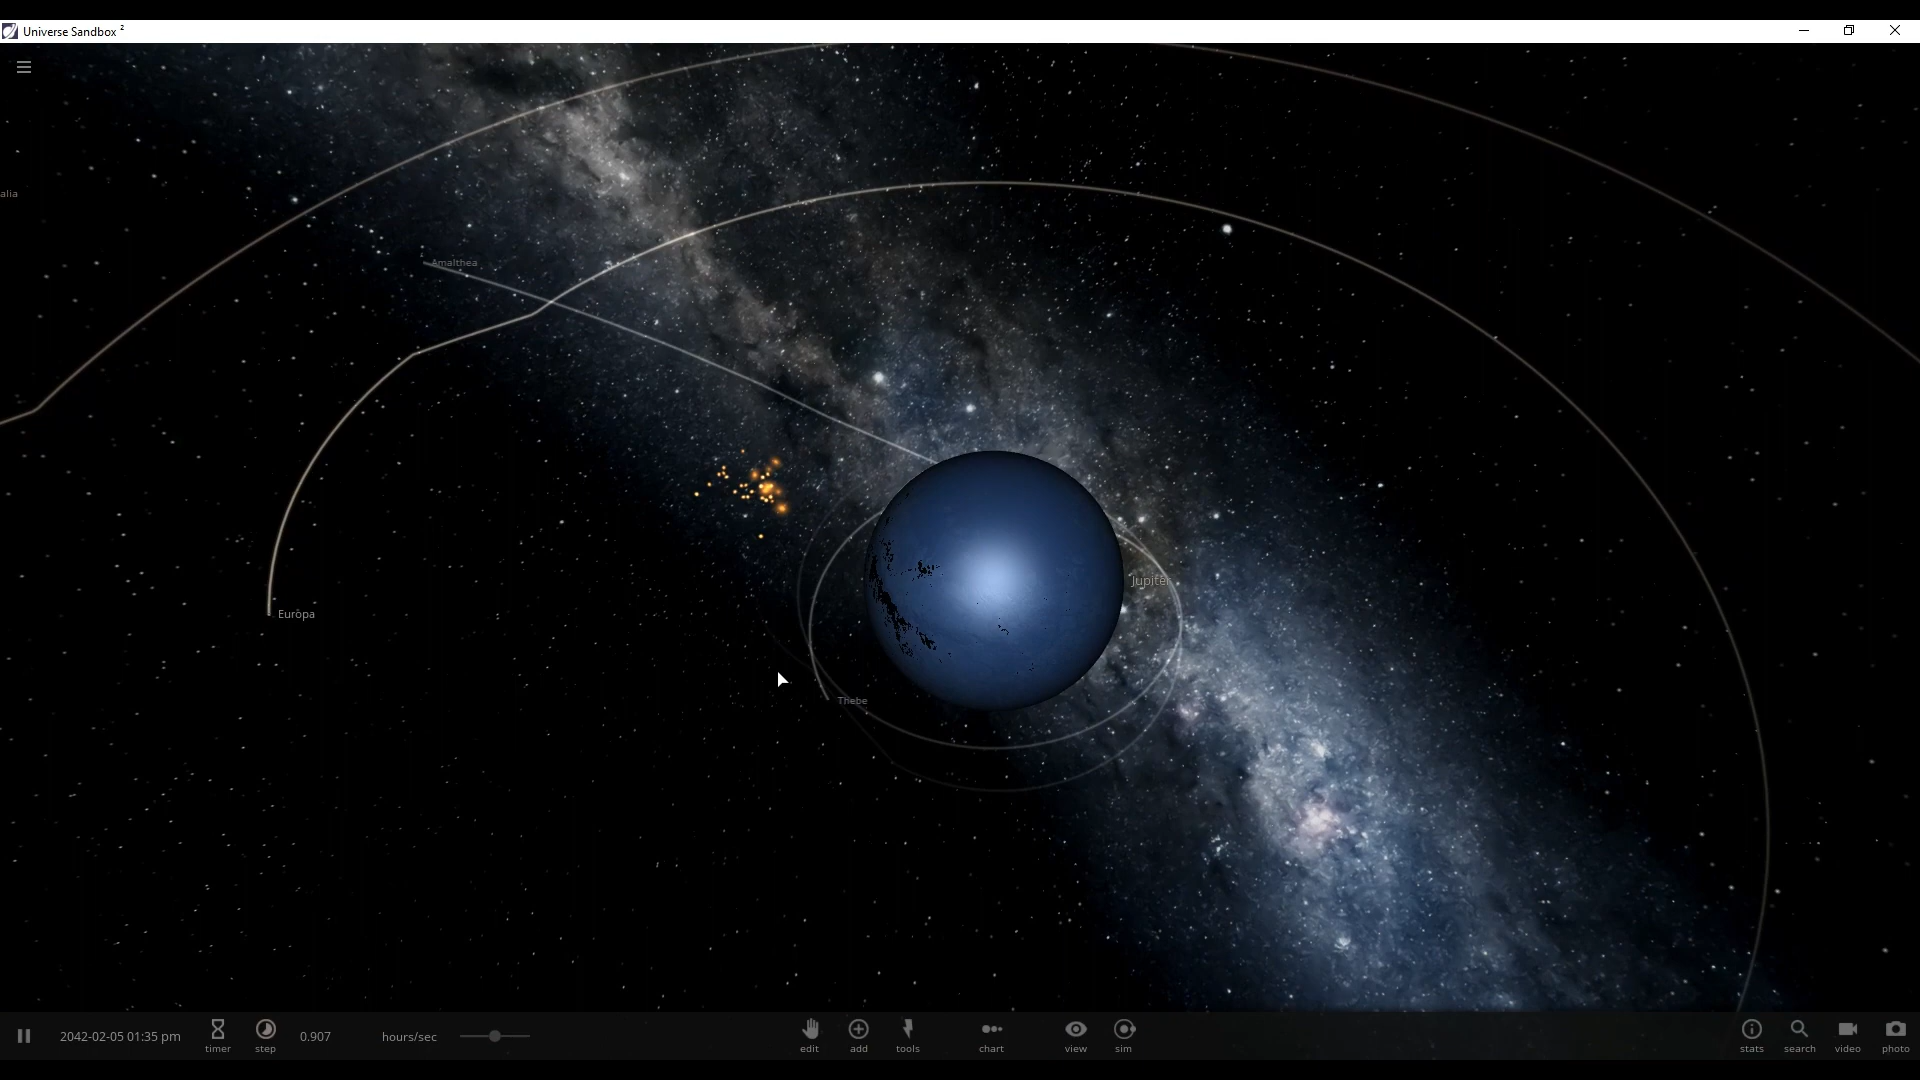 Universe Sandbox ²
alia
Amalthea
Jupiter
Europa
Thebe
2042-02-05 01:35 pm
timer
step
0.907
hours/sec
edit
add
tools
chart
view
sim
stats
search
video
photo